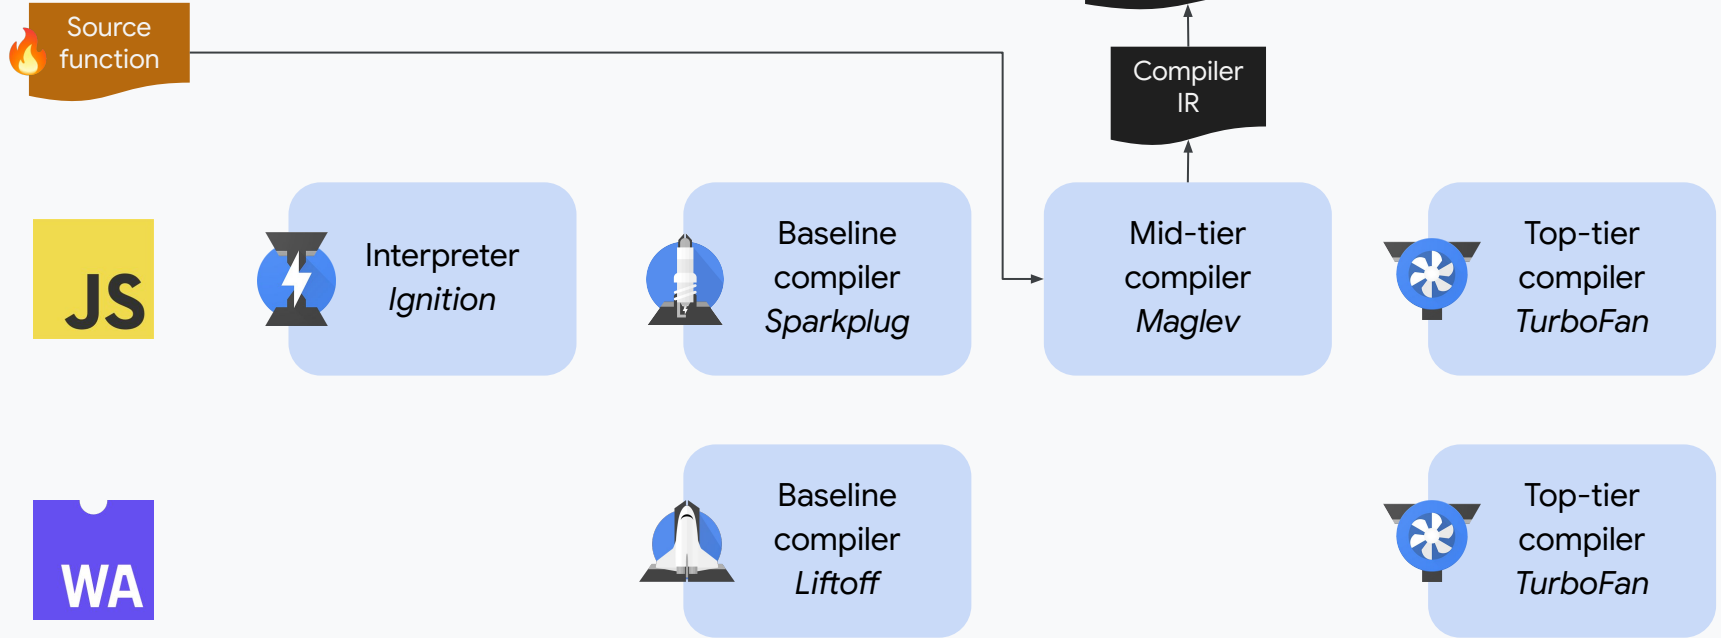 Source
function
Compiler
IR
JS
Interpreter
Ignition
Baseline
compiler
Sparkplug
Mid-tier
compiler
Maglev
Top-tier
compiler
TurboFan
WA
Baseline
compiler
Liftoff
Top-tier
compiler
TurboFan